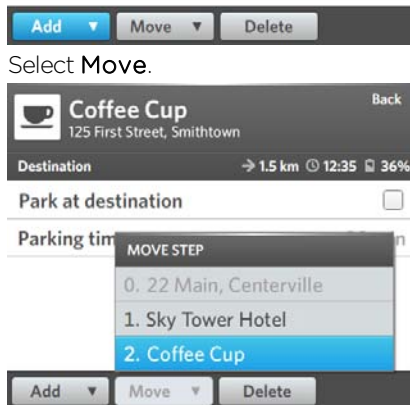 Add Move Delete
Select Move.
Coffee Cup Back
125 First Street, Smithtown
Destination 1.5 km 12:35 36%
Park at destination
Parking tim
MOVE STEP
0. 22 Main, Centerville
1. Sky Tower Hotel
2. Coffee Cup
Add Move Delete